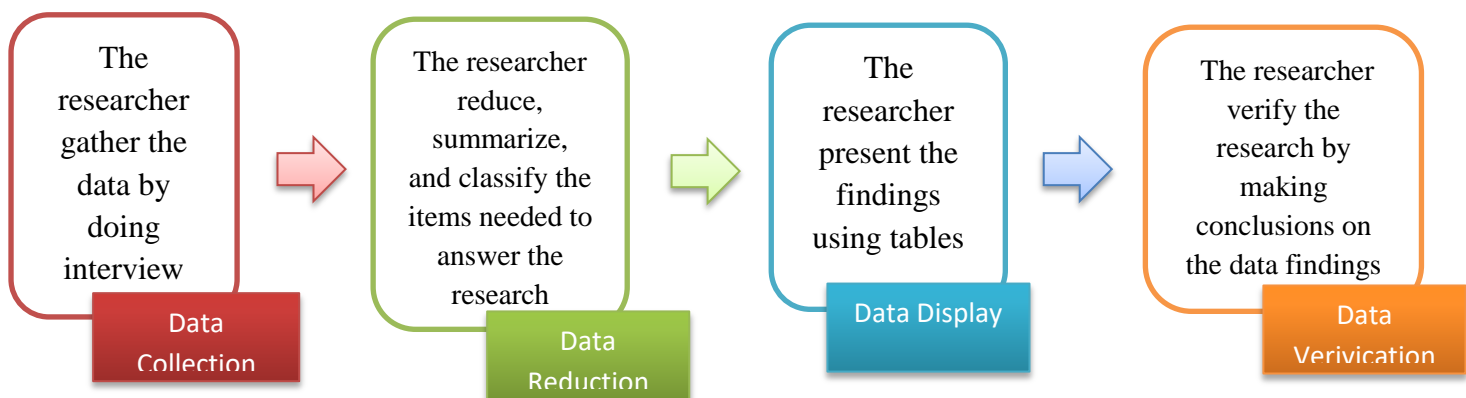 The
researcher
gather the
data by
doing
interview
Data
Collection
The researcher
reduce,
summarize,
and classify the
items needed to
answer the
research
Data
Reduction
The
researcher
present the
findings
using tables
Data Display
The researcher
verify the
research by
making
conclusions on
the data findings
Data
Verivication